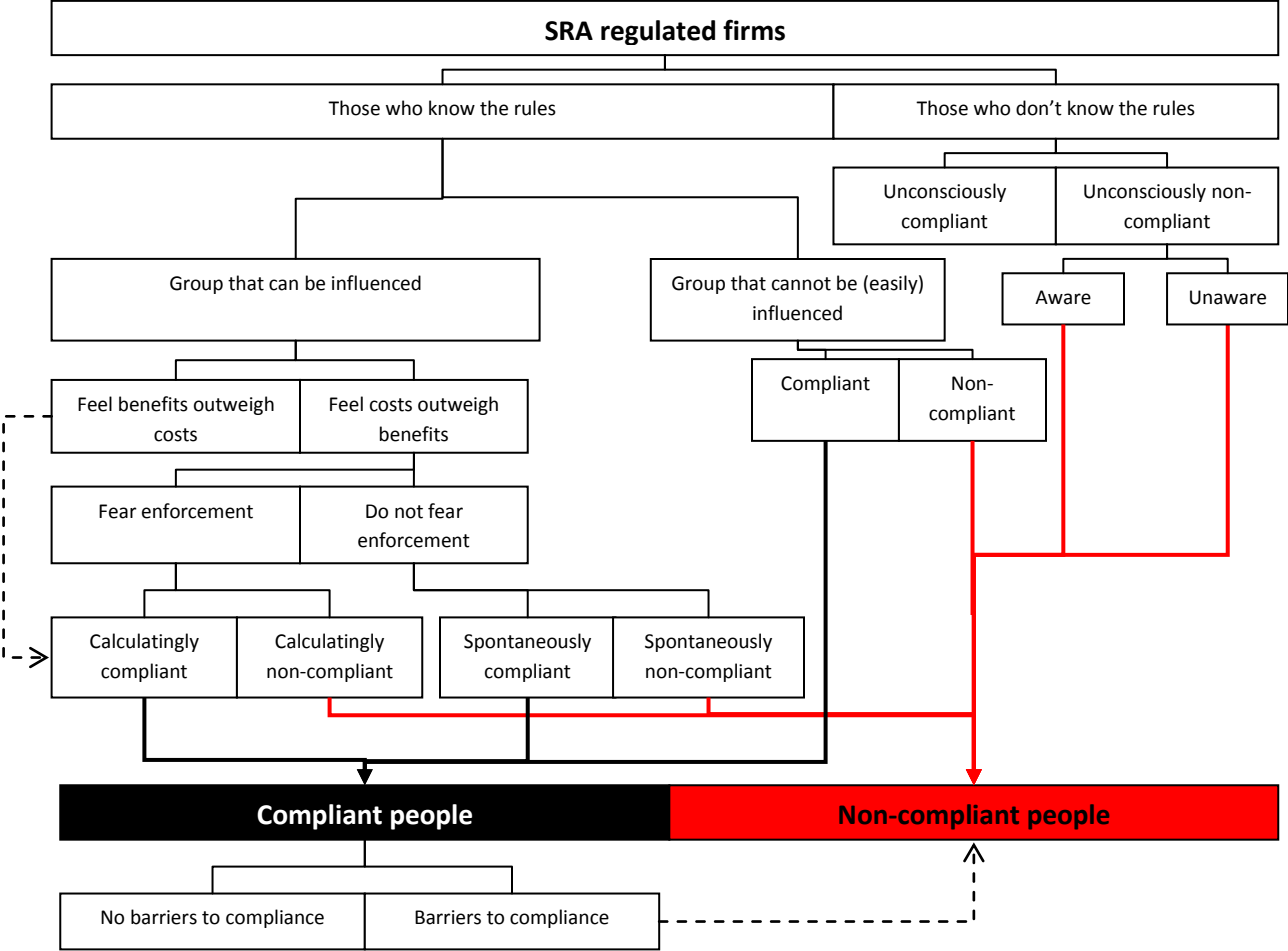 SRA regulated firms
Those who know the rules
Those who don’t know the rules
Unconsciously
compliant
Unconsciously non-
compliant
Group that can be influenced
Group that cannot be (easily)
influenced
Aware
Unaware
Feel benefits outweigh
costs
Feel costs outweigh
benefits
Compliant
Non-
compliant
Fear enforcement
Do not fear
enforcement
Calculatingly
compliant
Calculatingly
non-compliant
Spontaneously
compliant
Spontaneously
non-compliant
Compliant people
Non-compliant people
No barriers to compliance
Barriers to compliance